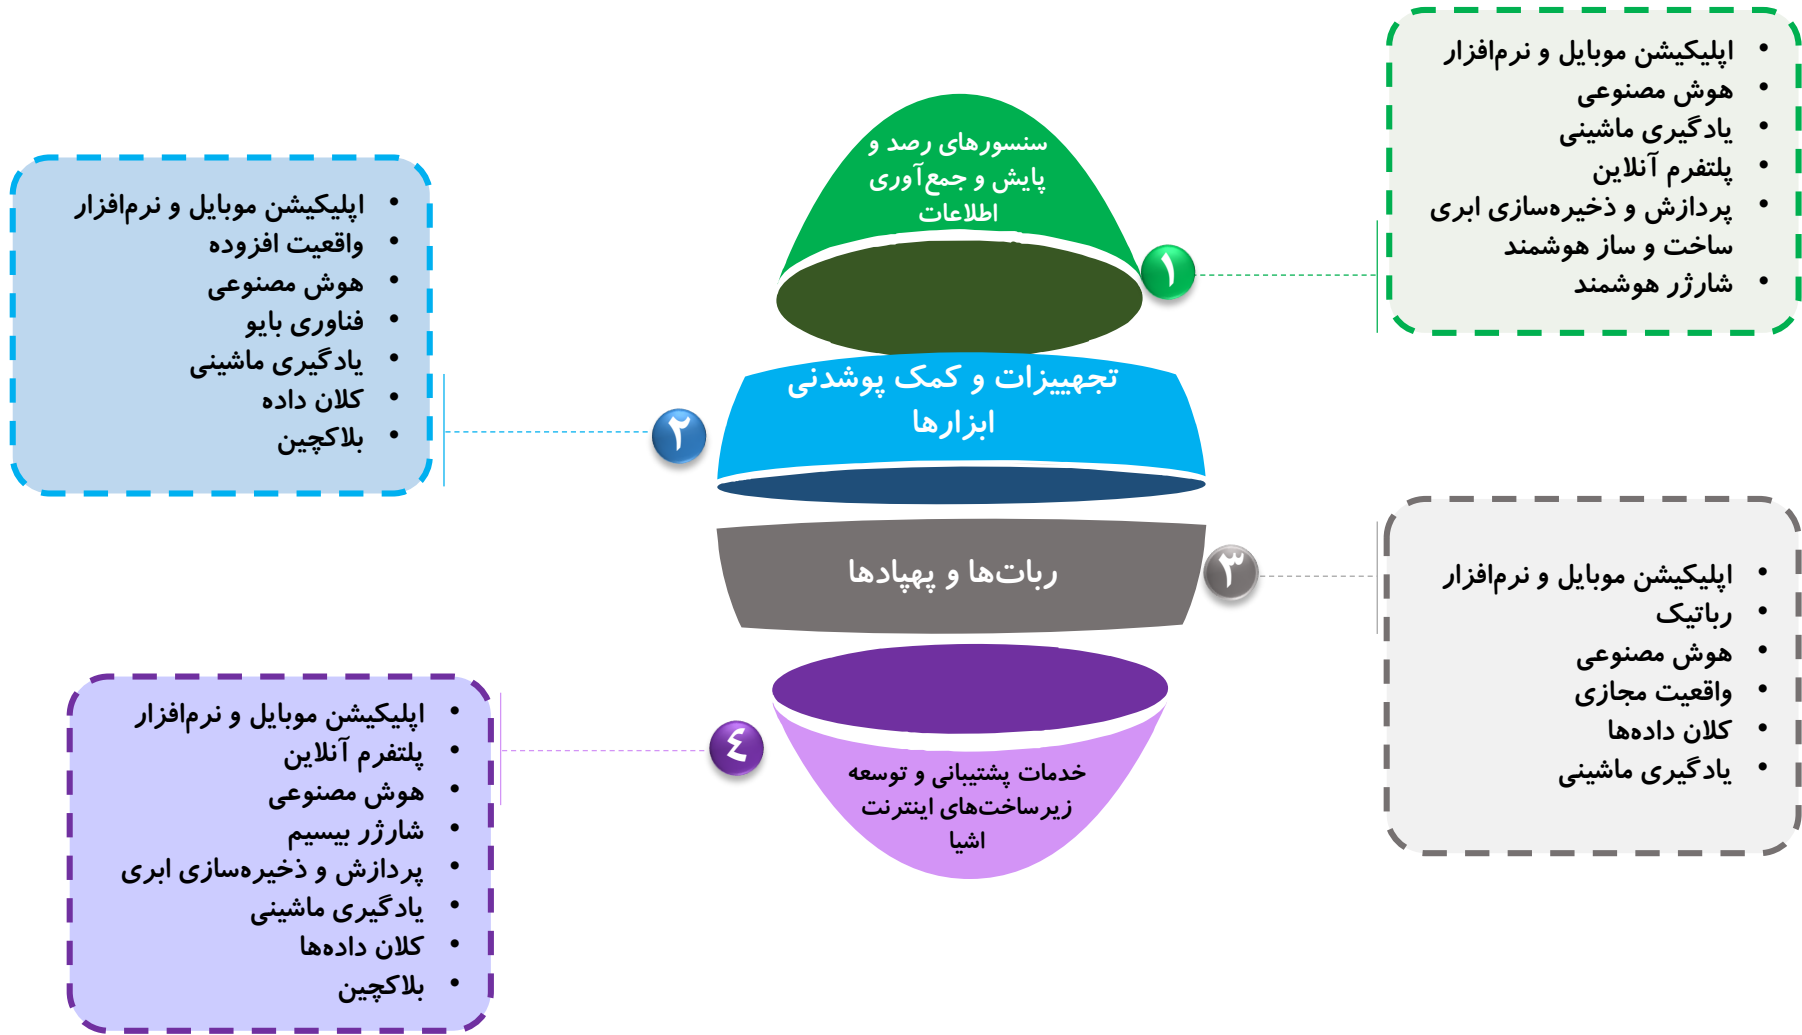 سنسورهای رصد و
پایش و جمع‌آوری
اطلاعات
۱
• اپلیکیشن موبایل و نرم‌افزار
• هوش مصنوعی
• یادگیری ماشینی
• پلتفرم آنلاین
• پردازش و ذخیره‌سازی ابری
ساخت و ساز هوشمند
• شارژر هوشمند
تجهییزات و کمک پوشدنی
ابزارها
۲
• اپلیکیشن موبایل و نرم‌افزار
• واقعیت افزوده
• هوش مصنوعی
• فناوری بایو
• یادگیری ماشینی
• کلان داده
• بلاکچین
ربات‌ها و پهپادها
۳
• اپلیکیشن موبایل و نرم‌افزار
• رباتیک
• هوش مصنوعی
• واقعیت مجازی
• کلان داده‌ها
• یادگیری ماشینی
خدمات پشتیبانی و توسعه
زیرساخت‌های اینترنت
اشیا
٤
• اپلیکیشن موبایل و نرم‌افزار
• پلتفرم آنلاین
• هوش مصنوعی
• شارژر بیسیم
• پردازش و ذخیره‌سازی ابری
• یادگیری ماشینی
• کلان داده‌ها
• بلاکچین